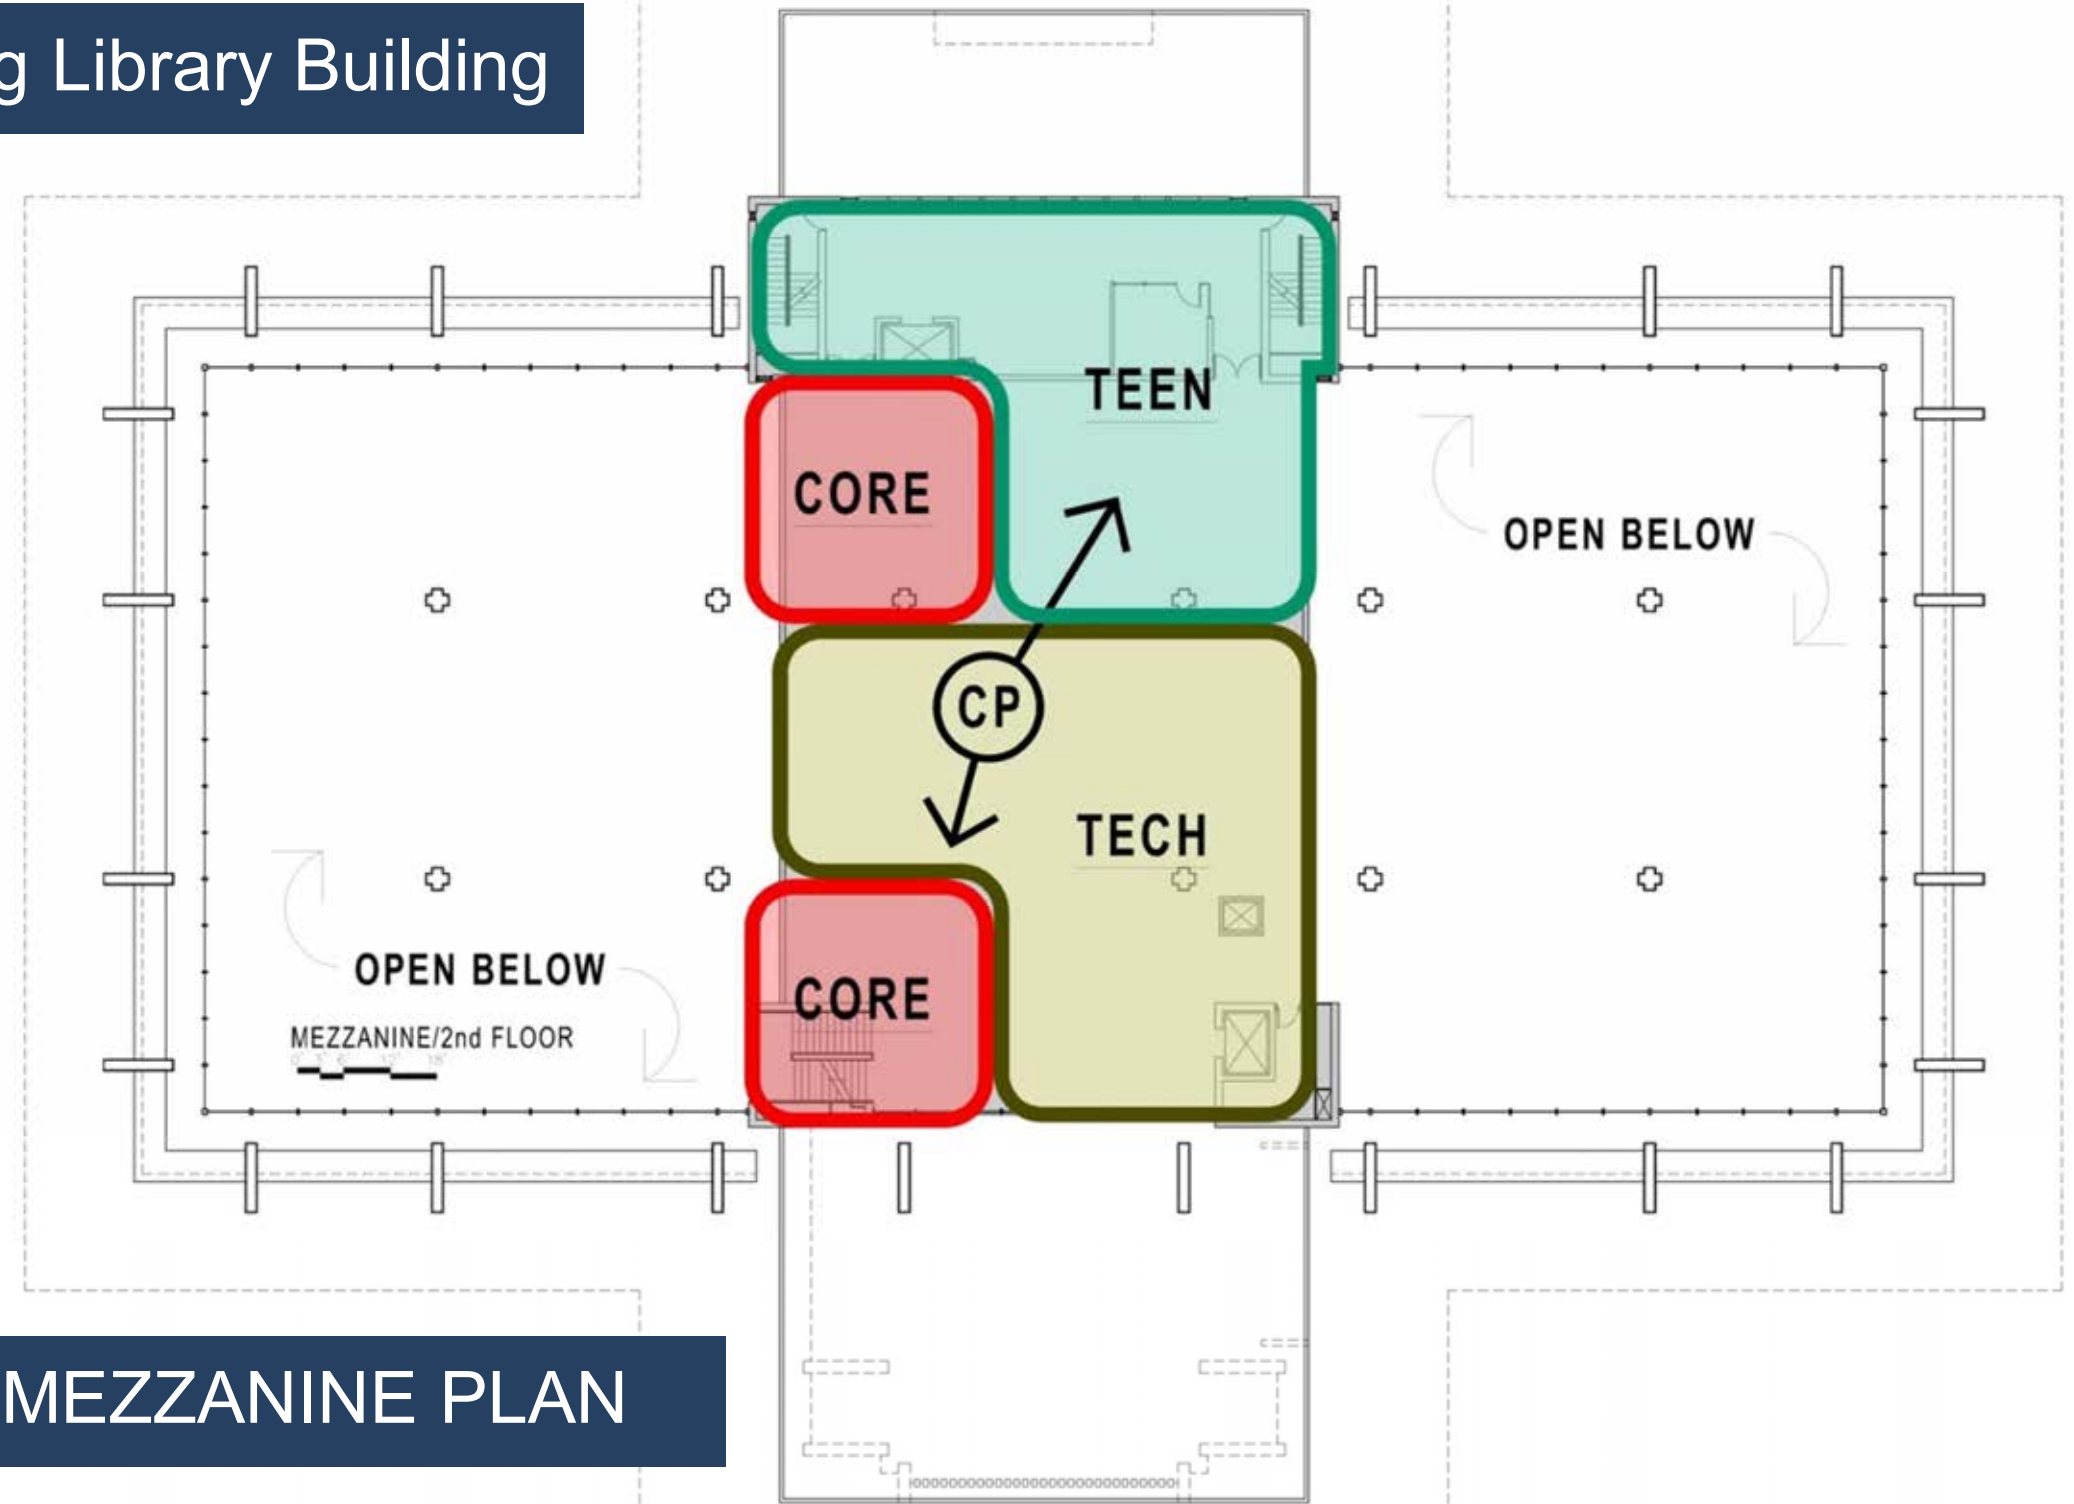 g Library Building
TEEN
CORE
OPEN BELOW
CP
TECH
OPEN BELOW
CORE
MEZZANINE/2nd FLOOR
MEZZANINE PLAN